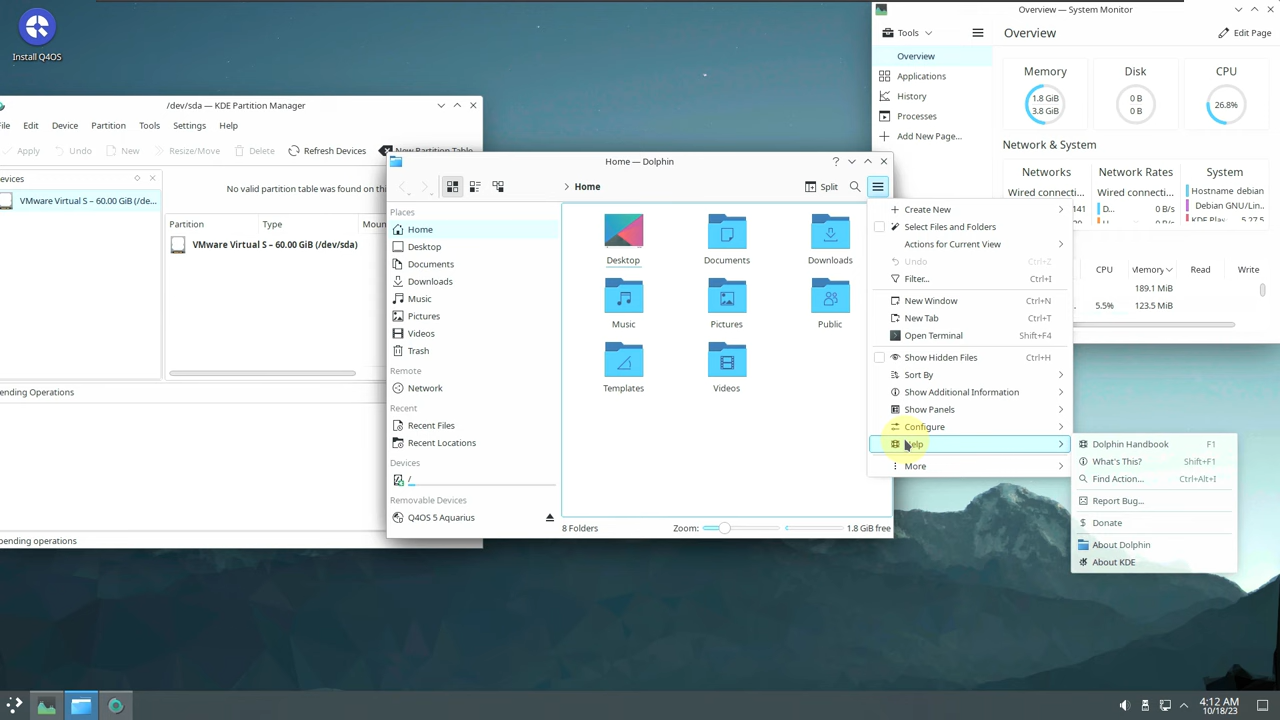 Install Q4OS
/dev/sda — KDE Partition Manager
File Edit Device Partition Tools Settings Help
Apply Undo New Resize/Move Delete Refresh Devices New Partition Table
evices
VMware Virtual S – 60.00 GiB (/de...
No valid partition table was found on thi
Partition Type Moun
VMware Virtual S – 60.00 GiB (/dev/sda)
ending Operations
pending operations
Home — Dolphin
Home
Split
Places
Home
Desktop
Documents
Downloads
Music
Pictures
Videos
Trash
Remote
Network
Recent
Recent Files
Recent Locations
Devices
/
Removable Devices
Q4OS 5 Aquarius
Desktop Documents Downloads
Music Pictures Public
Templates Videos
8 Folders
Zoom:
1.8 GiB free
Create New
Select Files and Folders
Actions for Current View
Undo Ctrl+Z
Filter... Ctrl+I
New Window Ctrl+N
New Tab Ctrl+T
Open Terminal Shift+F4
Show Hidden Files Ctrl+H
Sort By
Show Additional Information
Show Panels
Configure
Help
More
Dolphin Handbook F1
What's This? Shift+F1
Find Action... Ctrl+Alt+I
Report Bug...
Donate
About Dolphin
About KDE
Overview — System Monitor
Tools
Overview
Edit Page
Overview
Applications
History
Processes
Add New Page...
Memory Disk CPU
1.8 GiB
3.8 GiB
0 B
0 B
26.8%
Network & System
Networks Network Rates System
Wired connecti... Wired connecti... Hostname debian
141 D... Debian GNU/Lin...
CPU Memory Read Write
189.1 MiB
5.5% 123.5 MiB
4:12 AM
10/18/23